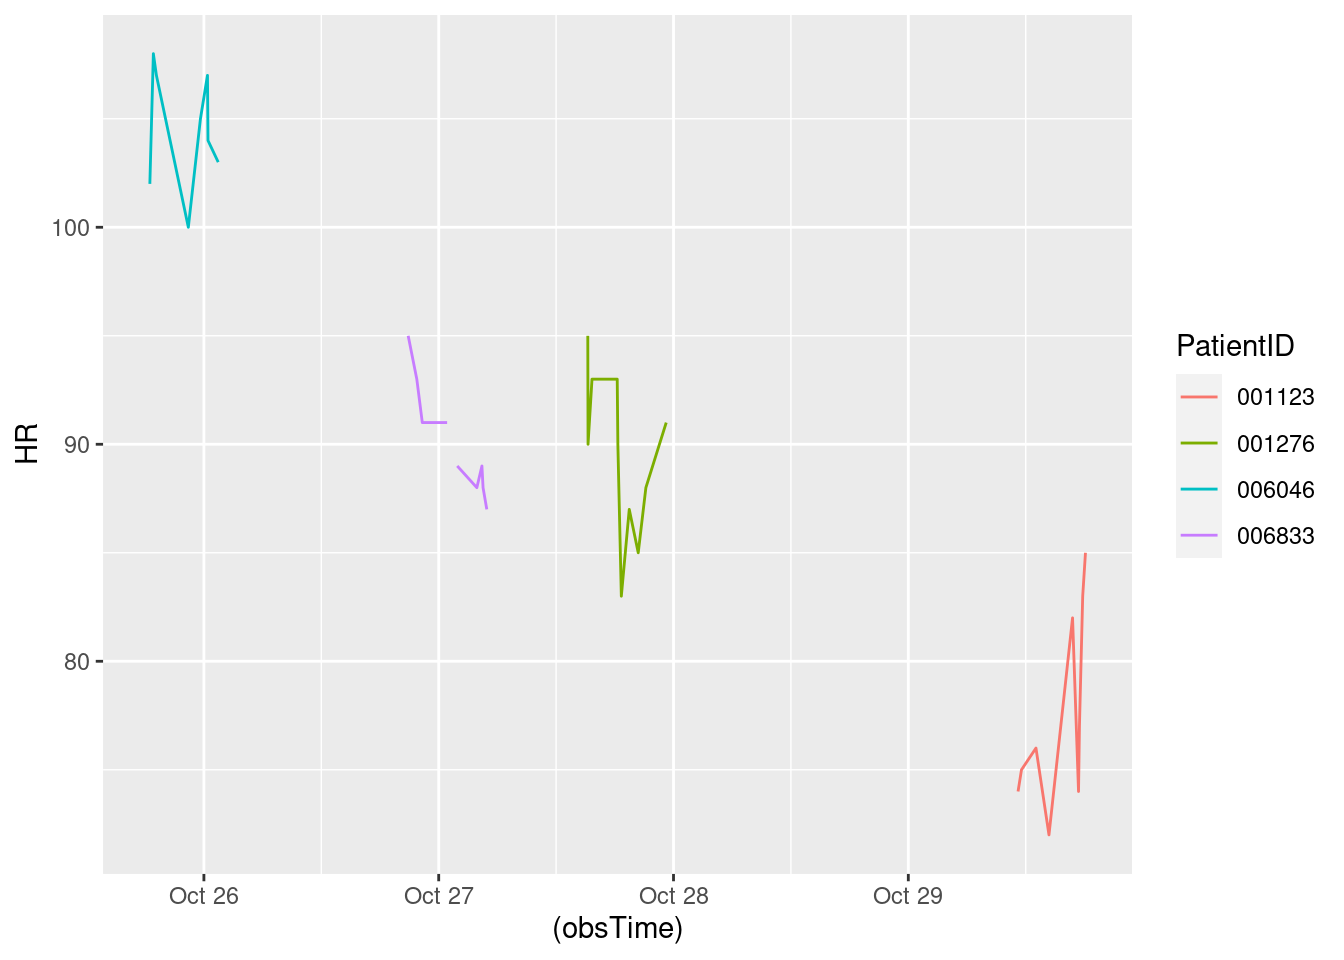 HR
100
90
80
Oct 26
Oct 27
Oct 28
Oct 29
(obsTime)
PatientID
001123
001276
006046
006833